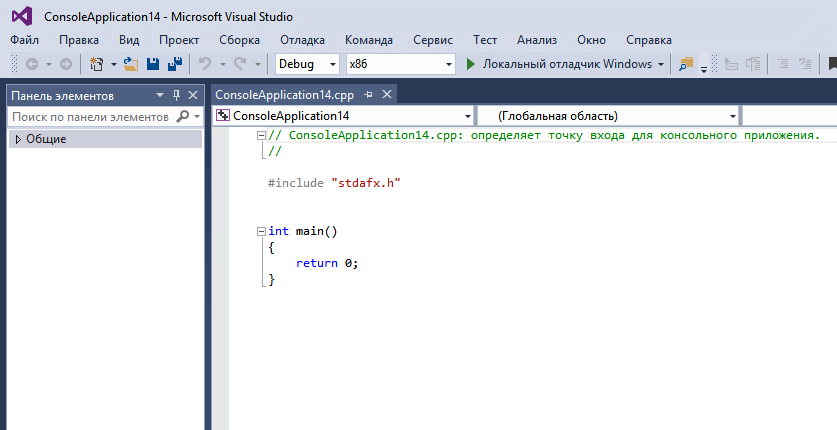 ConsoleApplication14 - Microsoft Visual Studio
Файл Правка Вид Проект Сборка Отладка Команда Сервис Тест Анализ Окно Справка
Debug x86 Локальный отладчик Windows
Панель элементов
Поиск по панели элементов
Общие
ConsoleApplication14.cpp
ConsoleApplication14 (Глобальная область)
// ConsoleApplication14.cpp: определяет точку входа для консольного приложения.
//
#include "stdafx.h"
int main()
{
return 0;
}